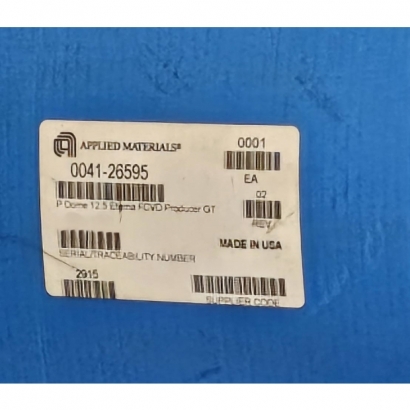 APPLIED MATERIALS®
0001
0041-26595
EA
P Dome 12.5 Eterna FCVD Producer GT
02
REV.
MADE IN USA
SERIAL/TRACEABILITY NUMBER
2915
SUPPLIER CODE